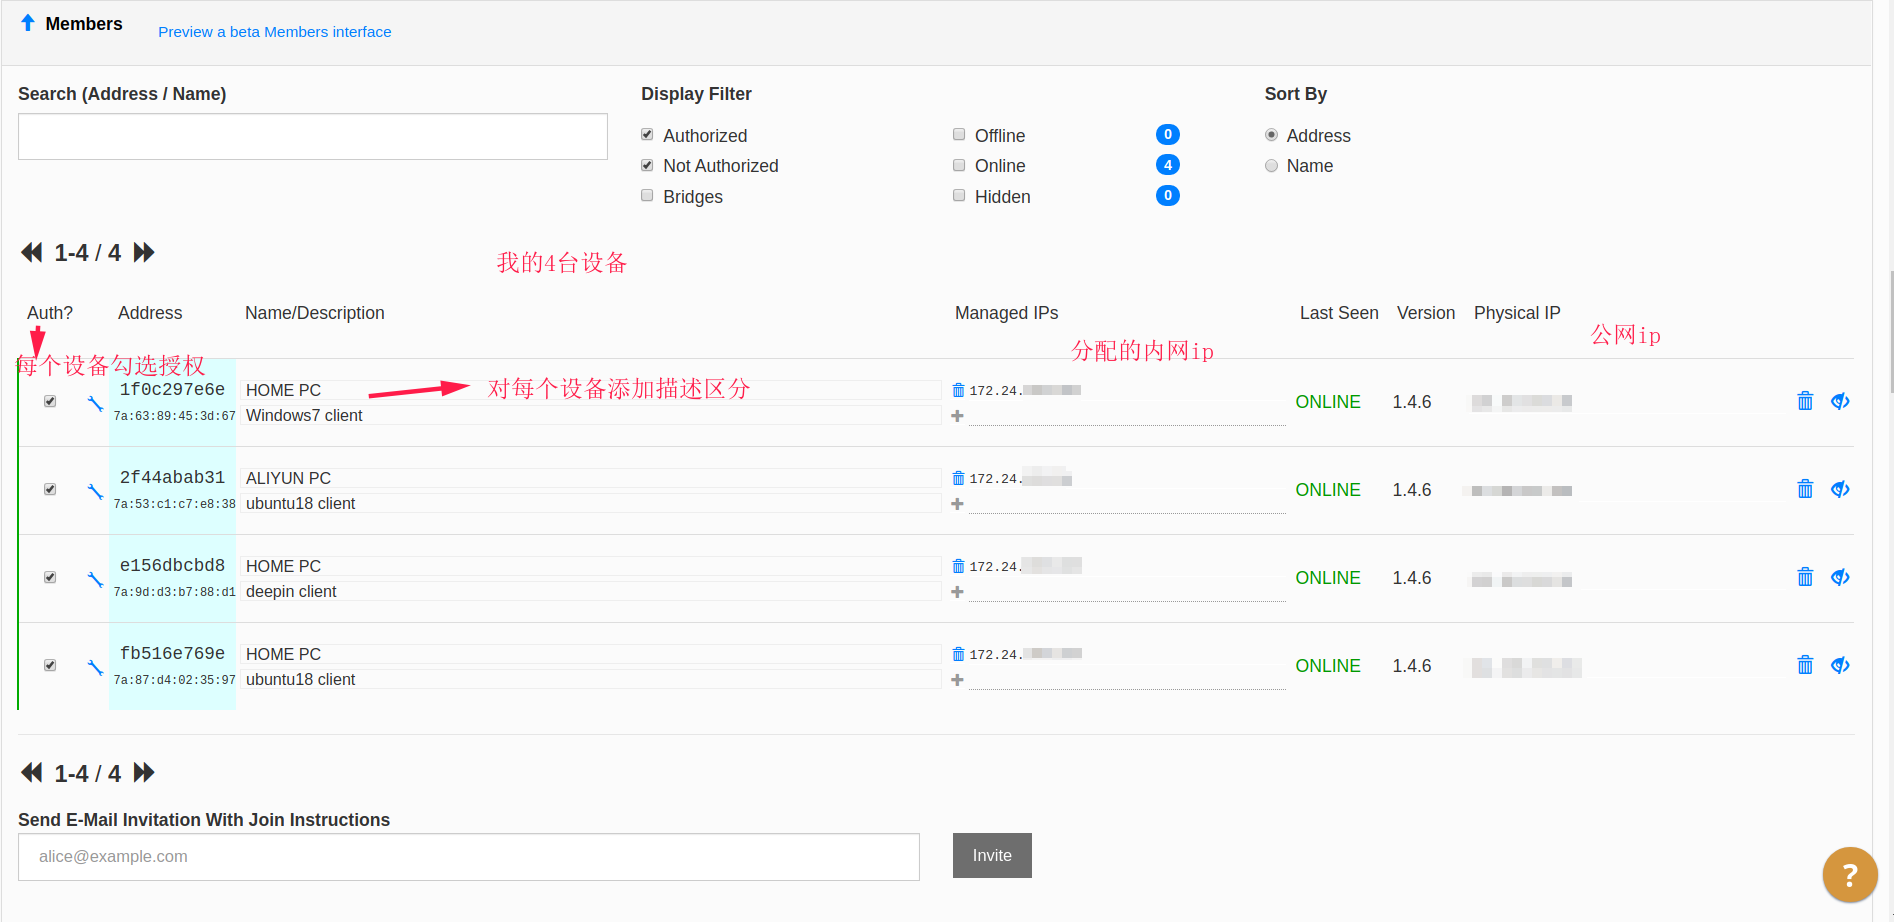 Members
Preview a beta Members interface
Search (Address / Name)
Display Filter
Sort By
Authorized
Offline
0
Address
Not Authorized
Online
4
Name
Bridges
Hidden
0
1-4 / 4
我的4台设备
Auth?
Address
Name/Description
Managed IPs
Last Seen
Version
Physical IP
公网ip
分配的内网ip
每个设备勾选授权
1f0c297e6e
7a:63:89:45:3d:67
HOME PC
对每个设备添加描述区分
Windows7 client
172.24.
ONLINE
1.4.6
2f44abab31
7a:53:c1:c7:e8:38
ALIYUN PC
ubuntu18 client
172.24.
ONLINE
1.4.6
e156dbcbd8
7a:9d:d3:b7:88:d1
HOME PC
deepin client
172.24.
ONLINE
1.4.6
fb516e769e
7a:87:d4:02:35:97
HOME PC
ubuntu18 client
172.24.
ONLINE
1.4.6
1-4 / 4
Send E-Mail Invitation With Join Instructions
alice@example.com
Invite
?